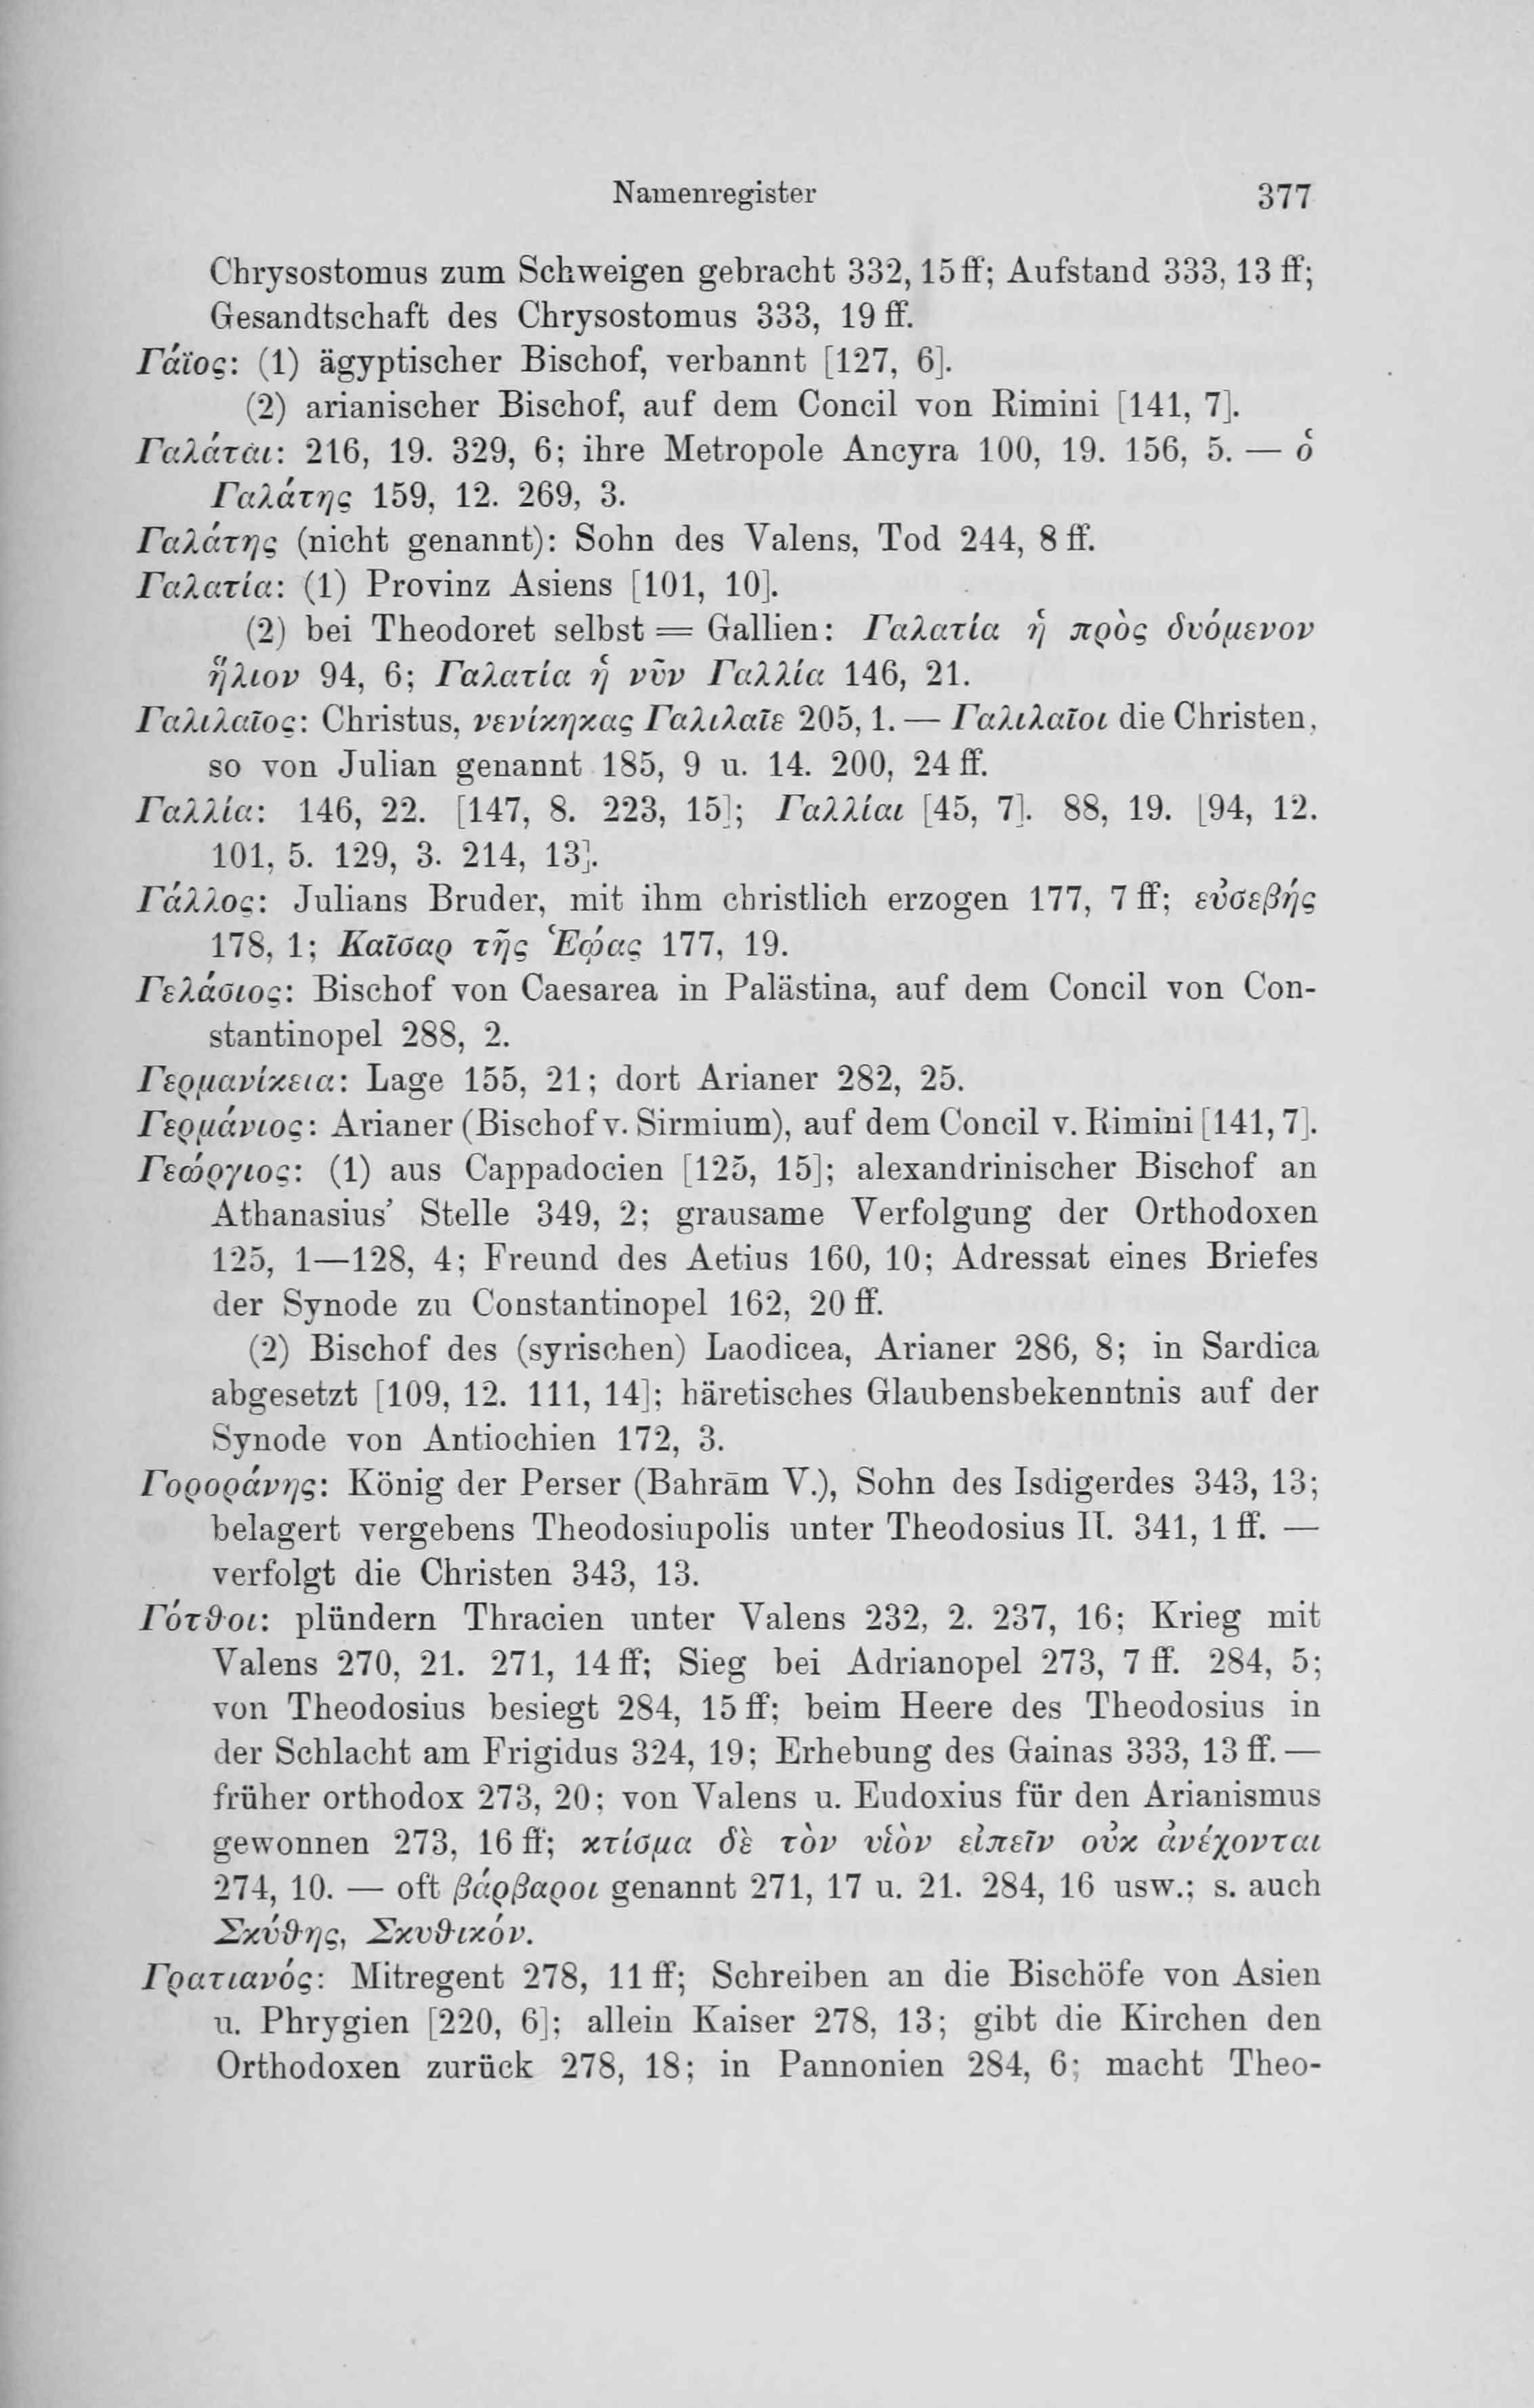 Namenregister 377
Chrysostomus zum Schweigen gebracht 332, 15 ff; Aufstand 333, 13 ff;
Gesandtschaft des Chrysostomus 333, 19 ff.
Γάϊος: (1) ägyptischer Bischof, verbannt [127, 6].
(2) arianischer Bischof, auf dem Concil von Rimini [141, 7].
Γαλάται: 216, 19. 329, 6; ihre Metropole Ancyra 100, 19. 156, 5. — ὁ
Γαλάτης 159, 12. 269, 3.
Γαλάτης (nicht genannt): Sohn des Valens, Tod 244, 8 ff.
Γαλατία: (1) Provinz Asiens [101, 10].
(2) bei Theodoret selbst = Gallien: Γαλατία ἡ πρὸς δυόμενον
ἥλιον 94, 6; Γαλατία ἡ νῦν Γαλλία 146, 21.
Γαλιλαῖος: Christus, νενίκηκας Γαλιλαῖε 205, 1. — Γαλιλαῖοι die Christen,
so von Julian genannt 185, 9 u. 14. 200, 24 ff.
Γαλλία: 146, 22. [147, 8. 223, 15]; Γαλλίαι [45, 7]. 88, 19. [94, 12.
101, 5. 129, 3. 214, 13].
Γάλλος: Julians Bruder, mit ihm christlich erzogen 177, 7 ff; εὐσεβής
178, 1; Καῖσαρ τῆς Ἑῴας 177, 19.
Γελάσιος: Bischof von Caesarea in Palästina, auf dem Concil von Con-
stantinopel 288, 2.
Γερμανίκεια: Lage 155, 21; dort Arianer 282, 25.
Γερμάνιος: Arianer (Bischof v. Sirmium), auf dem Concil v. Rimini [141, 7].
Γεώργιος: (1) aus Cappadocien [125, 15]; alexandrinischer Bischof an
Athanasius' Stelle 349, 2; grausame Verfolgung der Orthodoxen
125, 1—128, 4; Freund des Aetius 160, 10; Adressat eines Briefes
der Synode zu Constantinopel 162, 20 ff.
(2) Bischof des (syrischen) Laodicea, Arianer 286, 8; in Sardica
abgesetzt [109, 12. 111, 14]; häretisches Glaubensbekenntnis auf der
Synode von Antiochien 172, 3.
Γοροράνης: König der Perser (Bahrām V.), Sohn des Isdigerdes 343, 13;
belagert vergebens Theodosiupolis unter Theodosius II. 341, 1 ff. —
verfolgt die Christen 343, 13.
Γότθοι: plündern Thracien unter Valens 232, 2. 237, 16; Krieg mit
Valens 270, 21. 271, 14 ff; Sieg bei Adrianopel 273, 7 ff. 284, 5;
von Theodosius besiegt 284, 15 ff; beim Heere des Theodosius in
der Schlacht am Frigidus 324, 19; Erhebung des Gainas 333, 13 ff. —
früher orthodox 273, 20; von Valens u. Eudoxius für den Arianismus
gewonnen 273, 16 ff; κτίσμα δὲ τὸν υἱὸν εἰπεῖν οὐκ ἀνέχονται
274, 10. — oft βάρβαροι genannt 271, 17 u. 21. 284, 16 usw.; s. auch
Σκύθης, Σκυθικόν.
Γρατιανός: Mitregent 278, 11 ff; Schreiben an die Bischöfe von Asien
u. Phrygien [220, 6]; allein Kaiser 278, 13; gibt die Kirchen den
Orthodoxen zurück 278, 18; in Pannonien 284, 6; macht Theo-